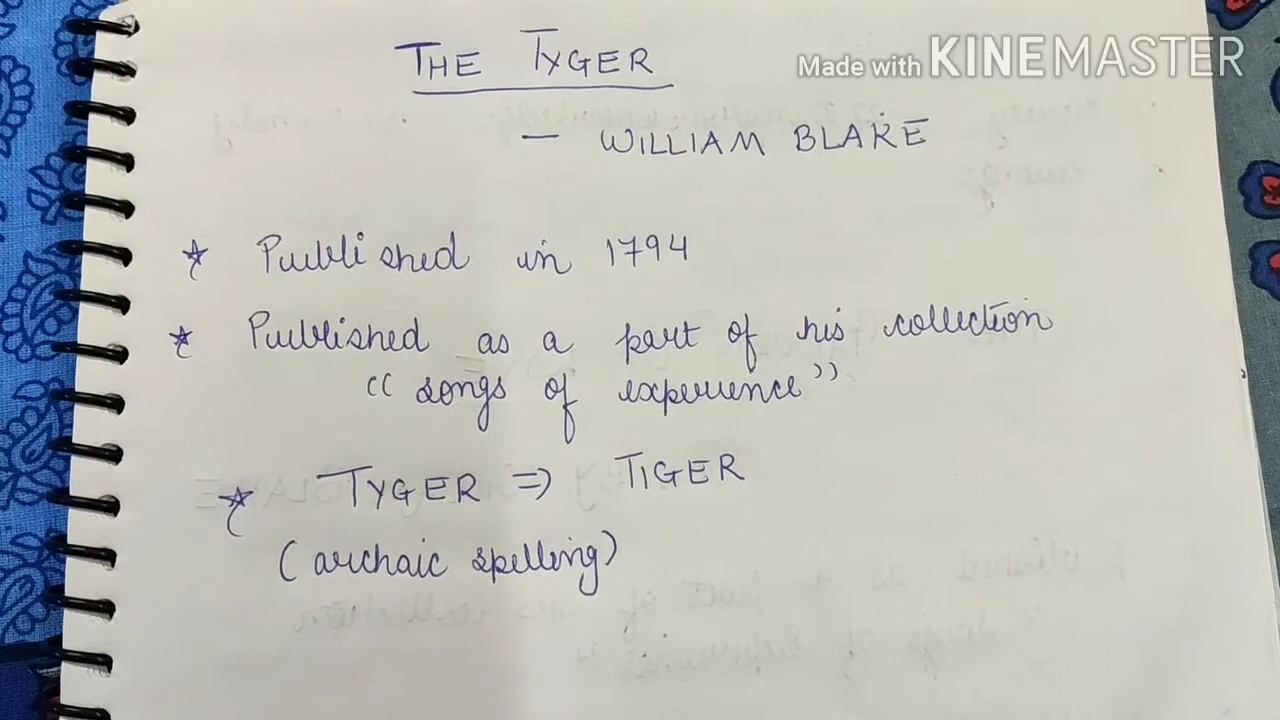 THE TYGER
Made with KINEMASTER
— WILLIAM BLAKE
☆ Published in 1794
☆ Published as a part of his collection
“ songs of experience ”
☆ TYGER ⇒ TIGER
(archaic spelling)